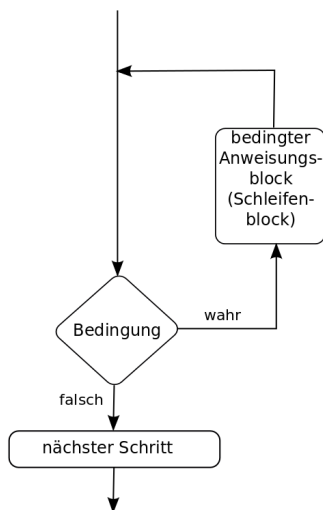 bedingter
Anweisungs-
block
(Schleifen-
block)
wahr
Bedingung
falsch
nächster Schritt